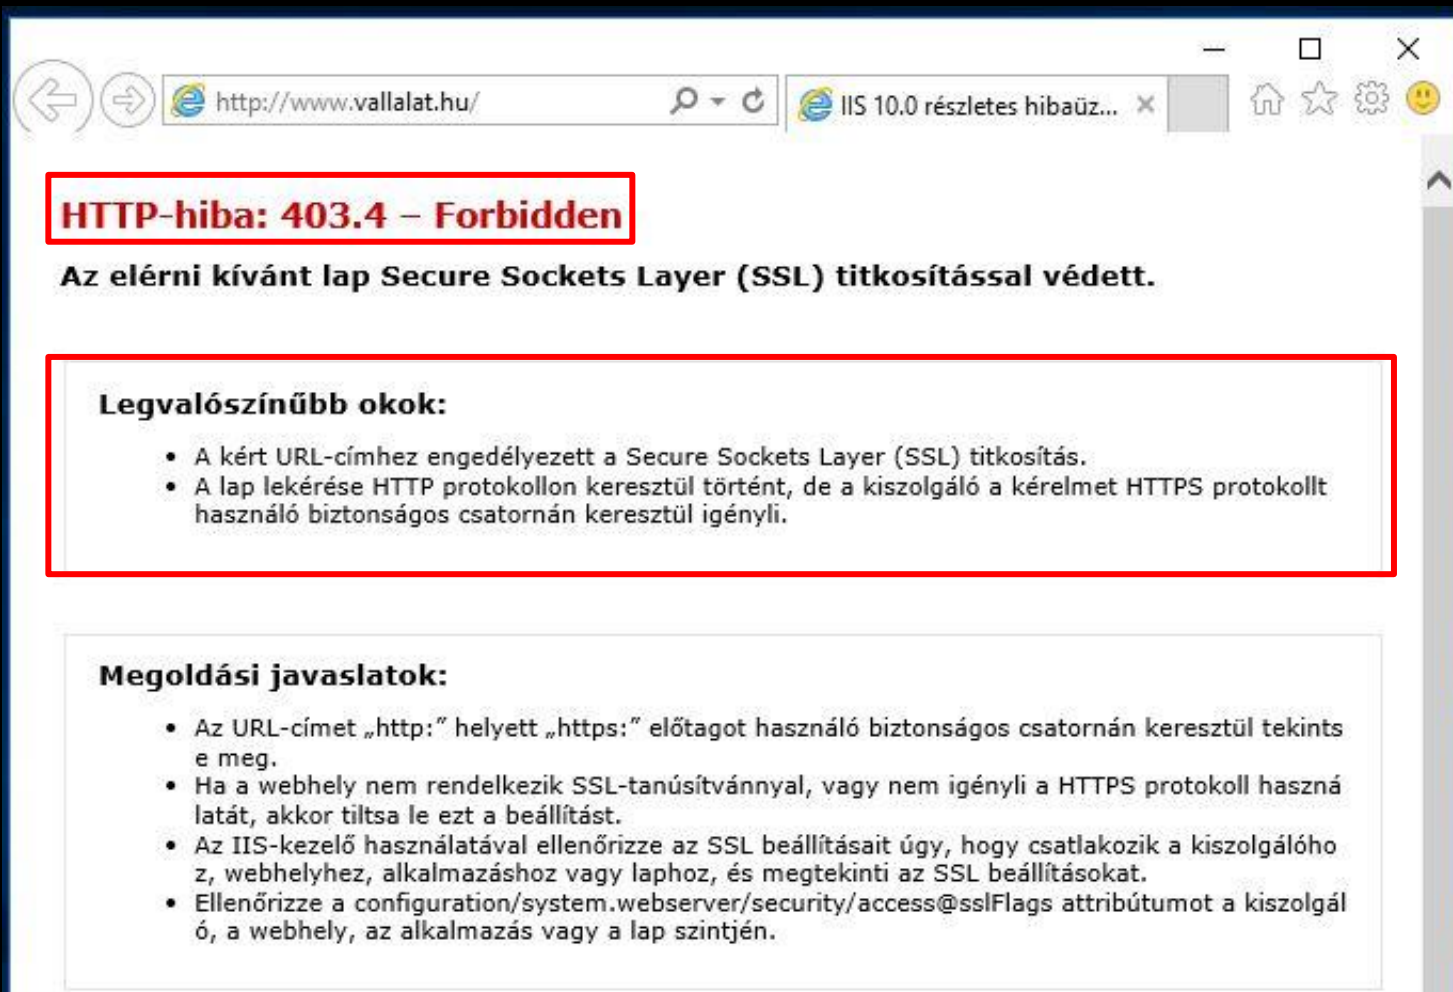 http://www.vallalat.hu/
IIS 10.0 részletes hibaüz...
HTTP-hiba: 403.4 – Forbidden
Az elérni kívánt lap Secure Sockets Layer (SSL) titkosítással védett.
Legvalószínűbb okok:
• A kért URL-címhez engedélyezett a Secure Sockets Layer (SSL) titkosítás.
• A lap lekérése HTTP protokollon keresztül történt, de a kiszolgáló a kérelmet HTTPS protokollt
használó biztonságos csatornán keresztül igényli.
Megoldási javaslatok:
• Az URL-címet „http:” helyett „https:” előtagot használó biztonságos csatornán keresztül tekints
e meg.
• Ha a webhely nem rendelkezik SSL-tanúsítvánnyal, vagy nem igényli a HTTPS protokoll haszná
latát, akkor tiltsa le ezt a beállítást.
• Az IIS-kezelő használatával ellenőrizze az SSL beállításait úgy, hogy csatlakozik a kiszolgálóho
z, webhelyhez, alkalmazáshoz vagy laphoz, és megtekinti az SSL beállításokat.
• Ellenőrizze a configuration/system.webserver/security/access@sslFlags attribútumot a kiszolgál
ó, a webhely, az alkalmazás vagy a lap szintjén.